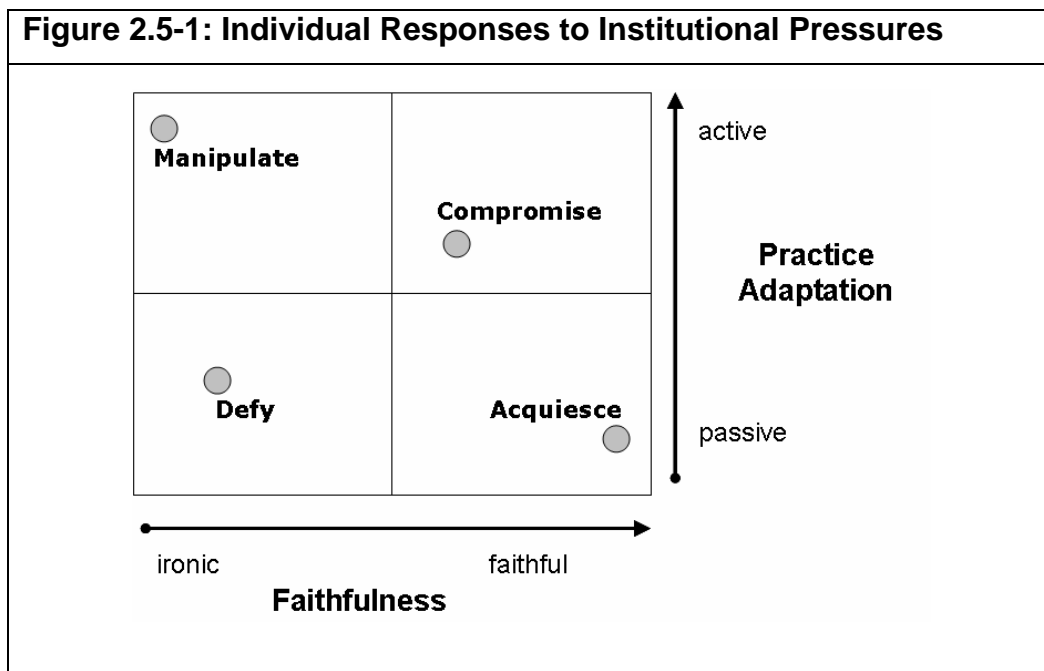 Figure 2.5-1: Individual Responses to Institutional Pressures
active
Manipulate
Compromise
Practice
Adaptation
Defy
Acquiesce
passive
ironic
faithful
Faithfulness